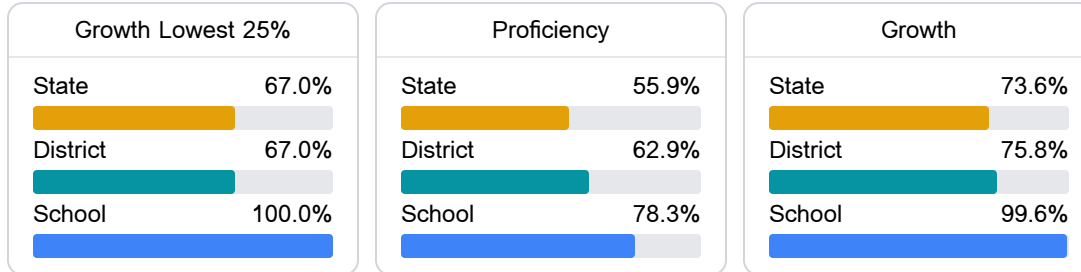 Growth Lowest 25%
State 67.0%
District 67.0%
School 100.0%
Proficiency
State 55.9%
District 62.9%
School 78.3%
Growth
State 73.6%
District 75.8%
School 99.6%